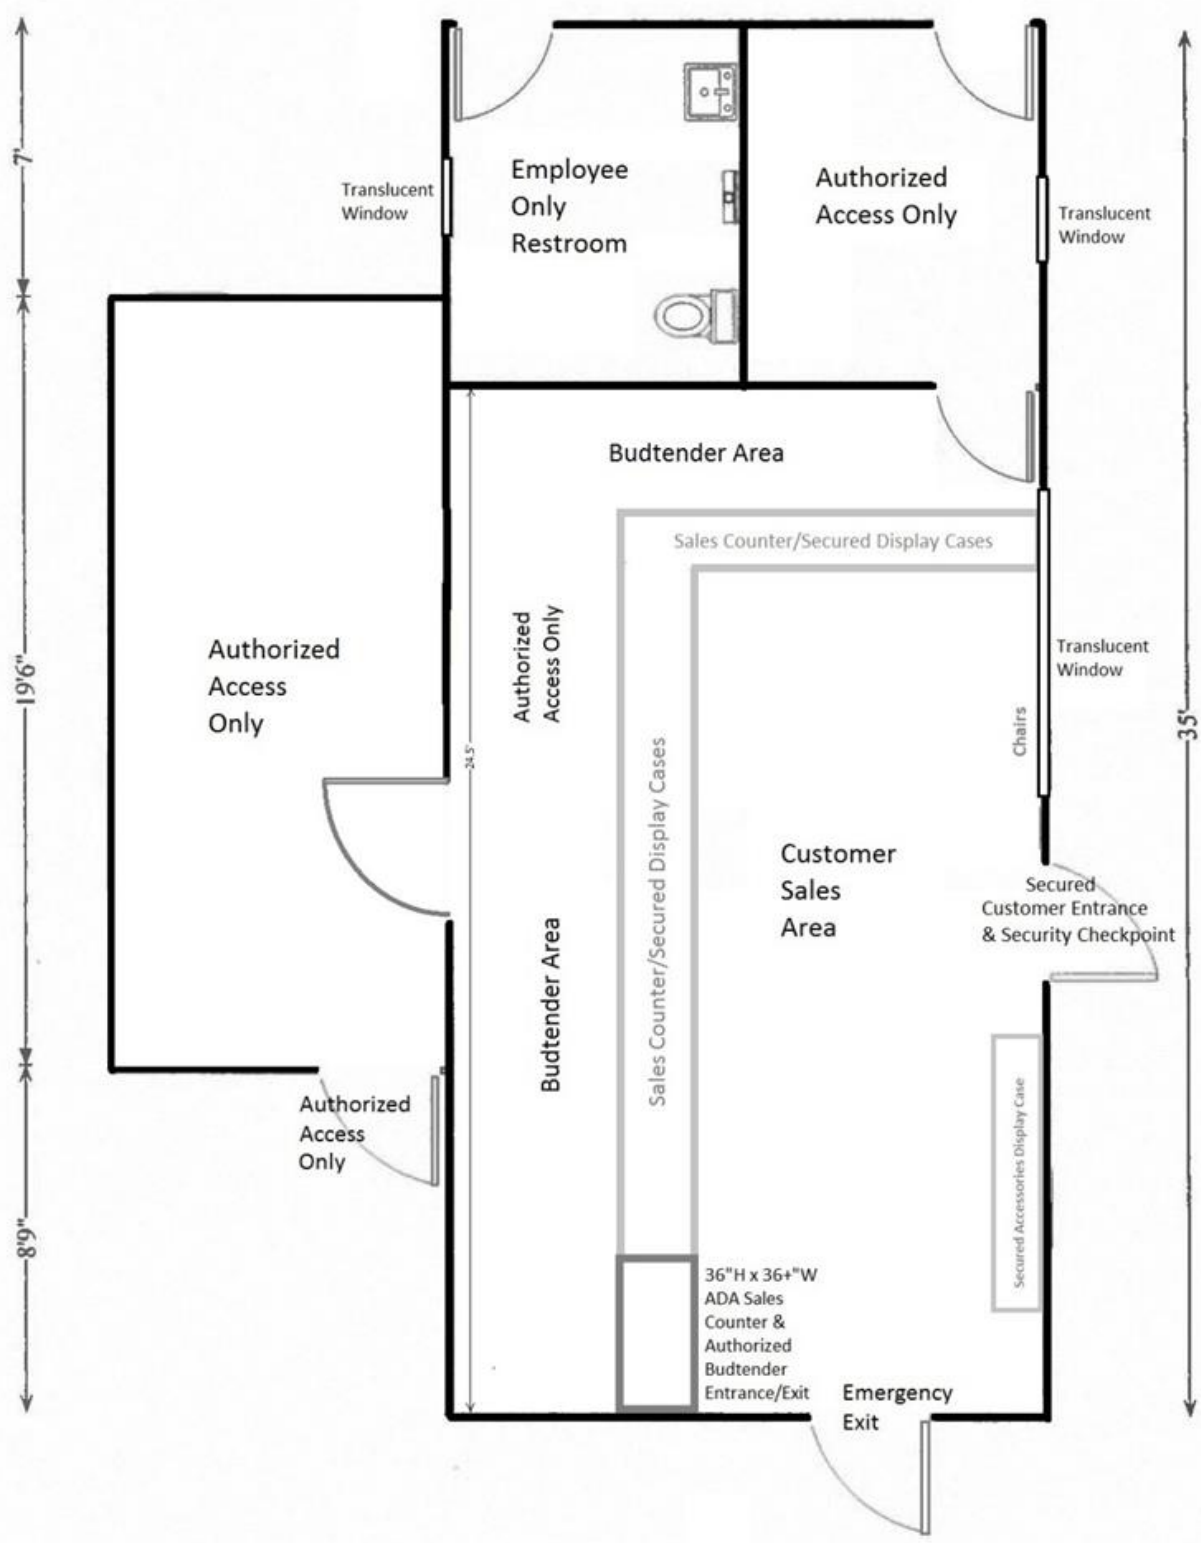 7'
Translucent
Window
Employee
Only
Restroom
Authorized
Access Only
Translucent
Window
Budtender Area
Sales Counter/Secured Display Cases
19'6"
Authorized
Access
Only
Authorized
Access Only
24.5'
Sales Counter/Secured Display Cases
Budtender Area
Translucent
Window
Chairs
35'
Customer
Sales
Area
Secured
Customer Entrance
& Security Checkpoint
Authorized
Access
Only
Secured Accessories Display Case
8'9"
36"H x 36+"W
ADA Sales
Counter &
Authorized
Budtender
Entrance/Exit
Emergency
Exit